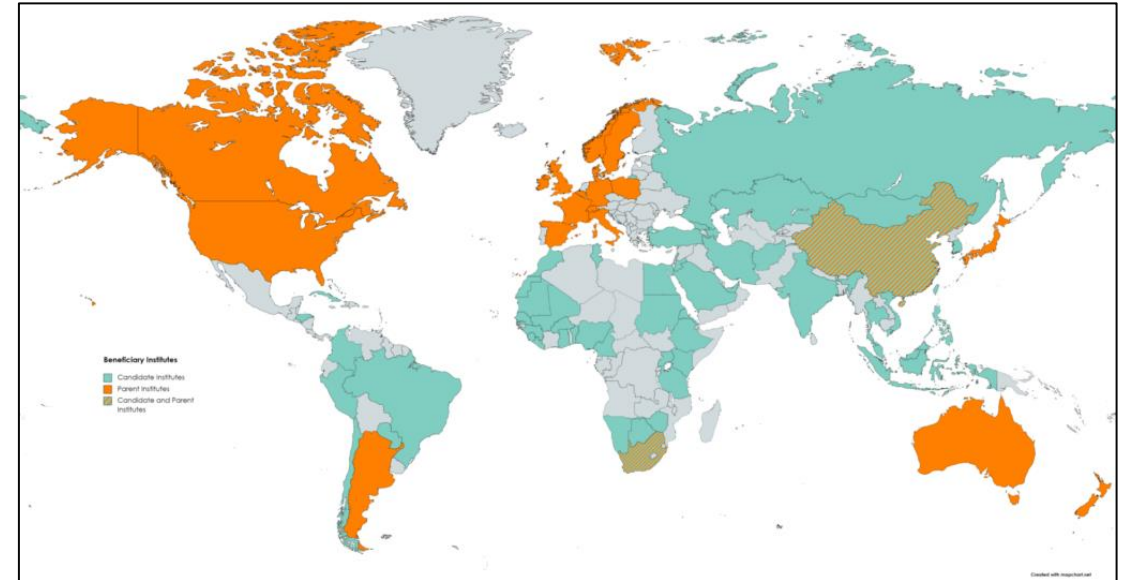 Beneficiary Institutes
Candidate Institutes
Parent Institutes
Candidate and Parent
Institutes
Created with mapchart.net